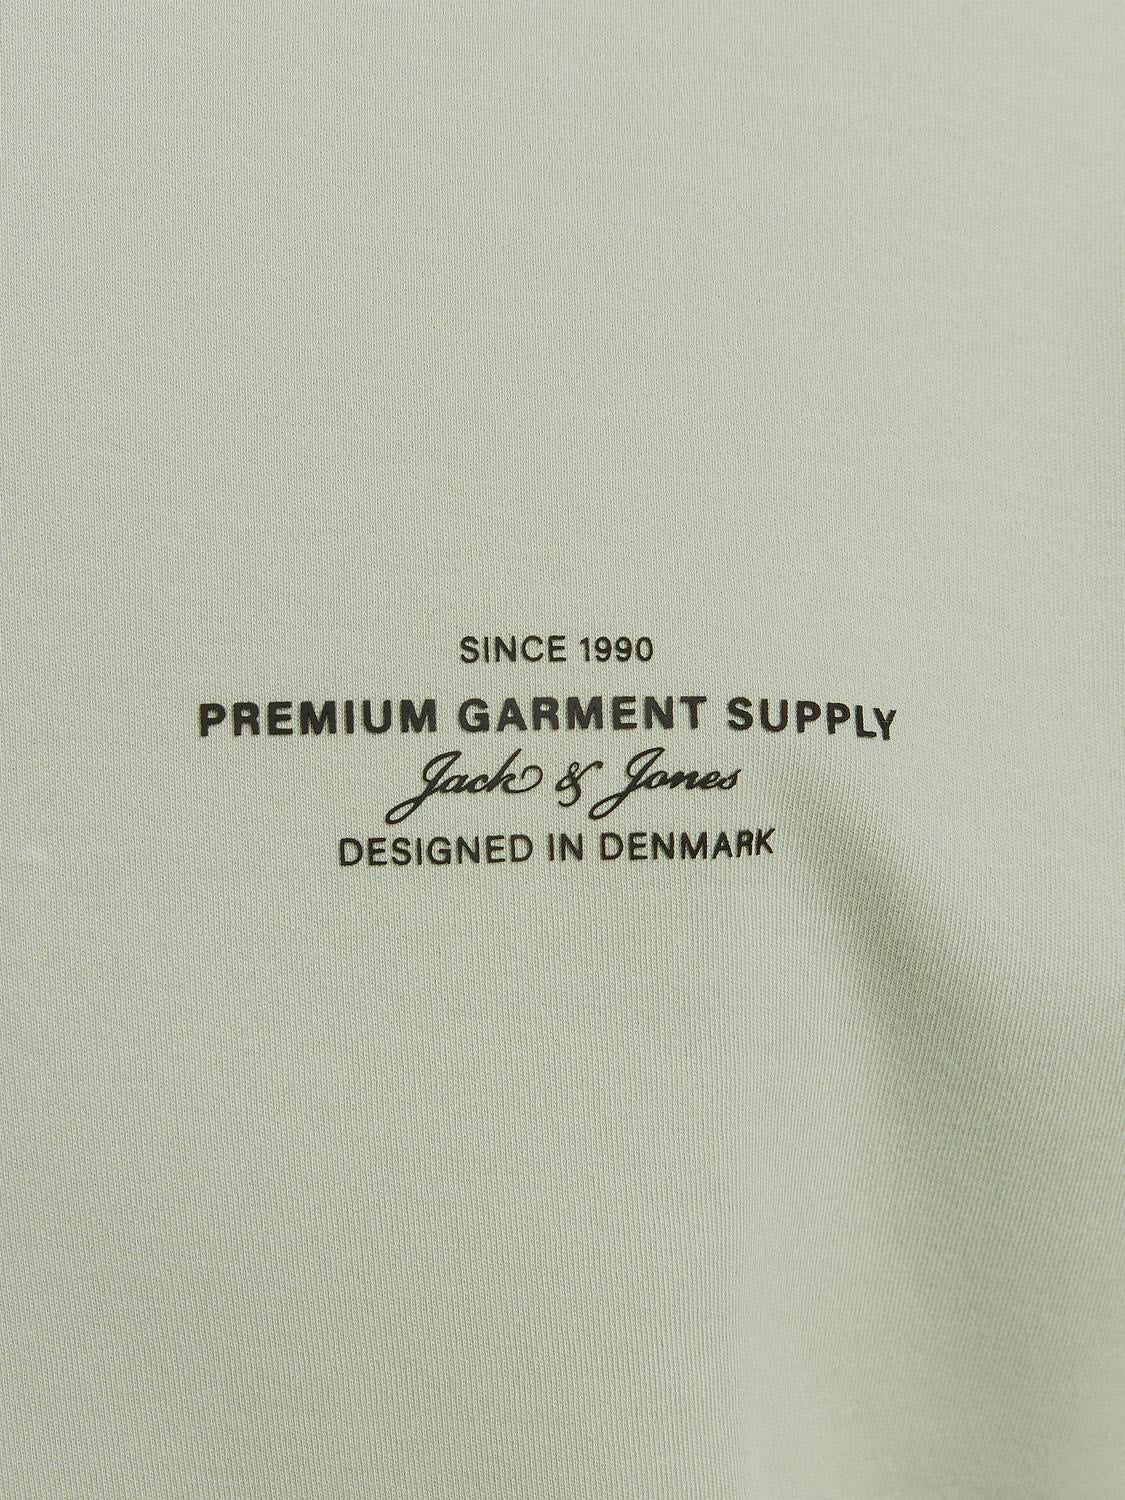 SINCE 1990
PREMIUM GARMENT SUPPLY
Jack & Jones
DESIGNED IN DENMARK